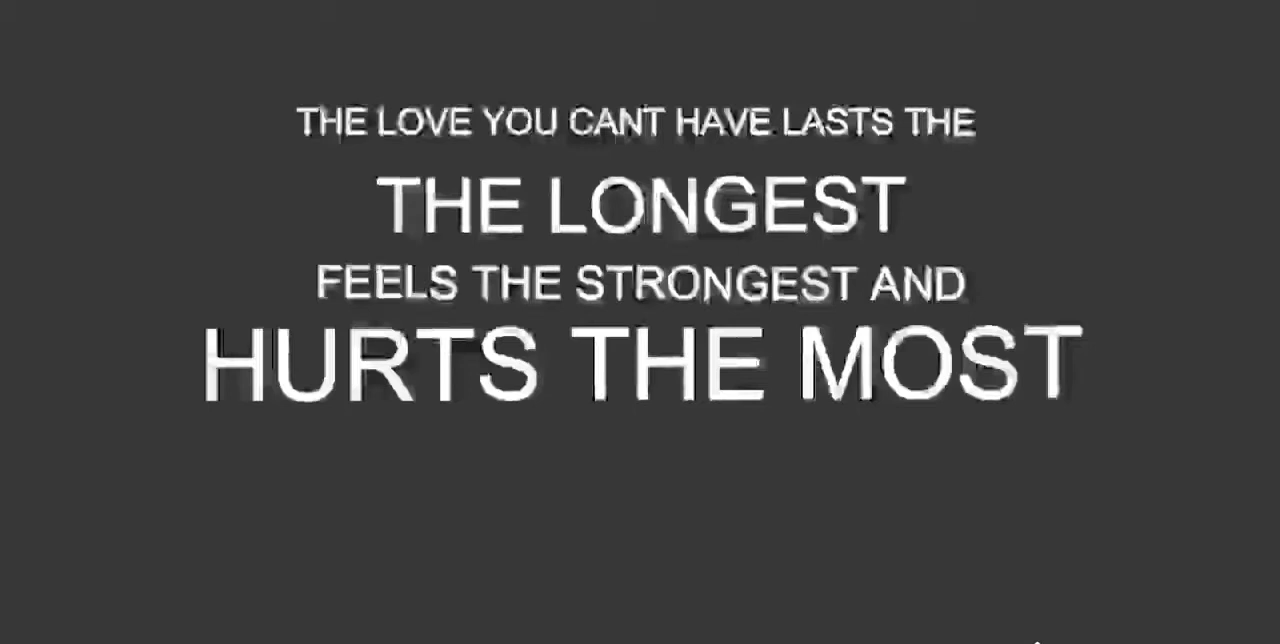 THE LOVE YOU CANT HAVE LASTS THE
THE LONGEST
FEELS THE STRONGEST AND
HURTS THE MOST